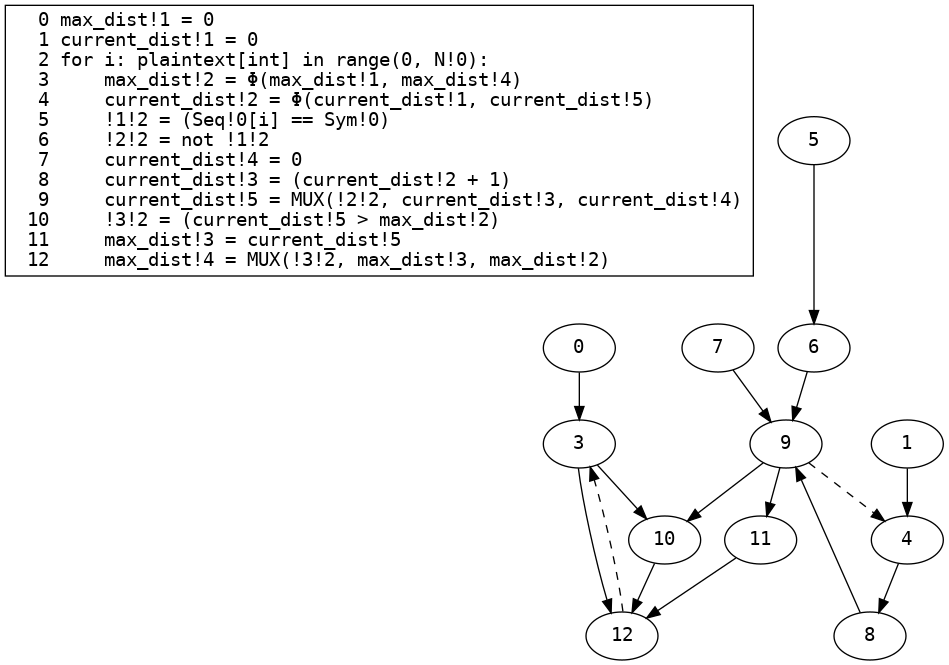 0 max_dist!1 = 0
1 current_dist!1 = 0
2 for i: plaintext[int] in range(0, N!0):
3     max_dist!2 = Φ(max_dist!1, max_dist!4)
4     current_dist!2 = Φ(current_dist!1, current_dist!5)
5     !1!2 = (Seq!0[i] == Sym!0)
6     !2!2 = not !1!2
7     current_dist!4 = 0
8     current_dist!3 = (current_dist!2 + 1)
9     current_dist!5 = MUX(!2!2, current_dist!3, current_dist!4)
10     !3!2 = (current_dist!5 > max_dist!2)
11     max_dist!3 = current_dist!5
12     max_dist!4 = MUX(!3!2, max_dist!3, max_dist!2)
5
0
7
6
3
9
1
10
11
4
12
8